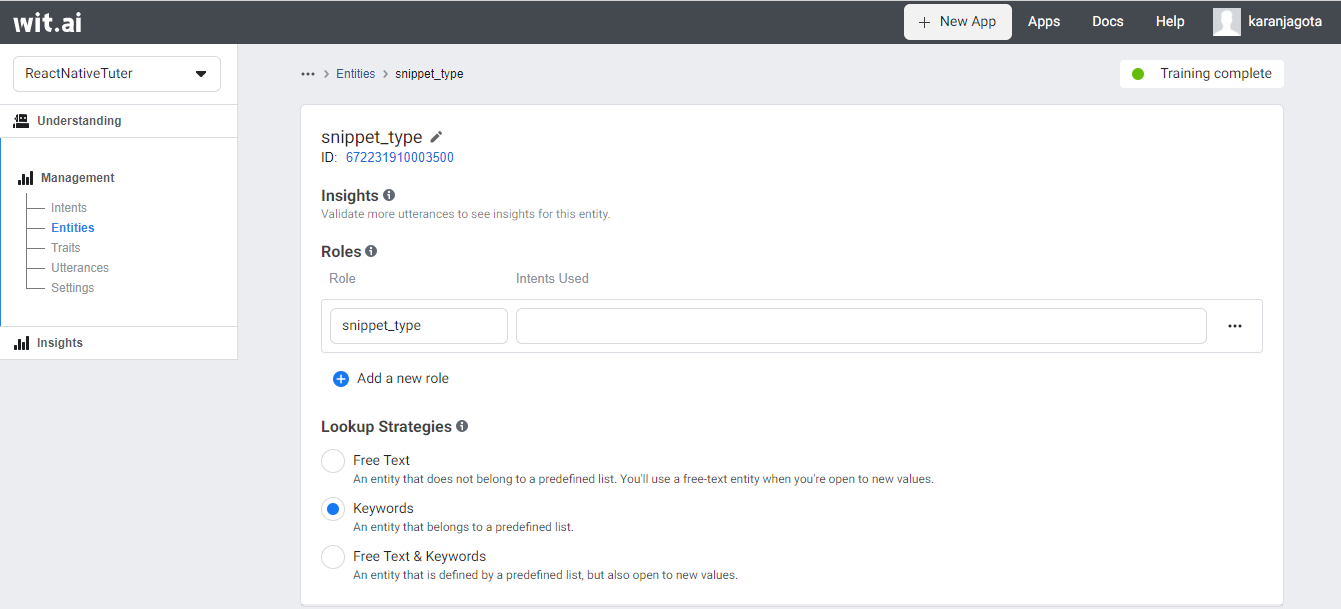 wit.ai
+ New App
Apps
Docs
Help
karanjagota
ReactNativeTuter
Understanding
Management
Intents
Entities
Traits
Utterances
Settings
Insights
••• > Entities > snippet_type
Training complete
snippet_type
ID: 672231910003500
Insights
Validate more utterances to see insights for this entity.
Roles
Role Intents Used
snippet_type
Add a new role
Lookup Strategies
Free Text
An entity that does not belong to a predefined list. You'll use a free-text entity when you're open to new values.
Keywords
An entity that belongs to a predefined list.
Free Text & Keywords
An entity that is defined by a predefined list, but also open to new values.